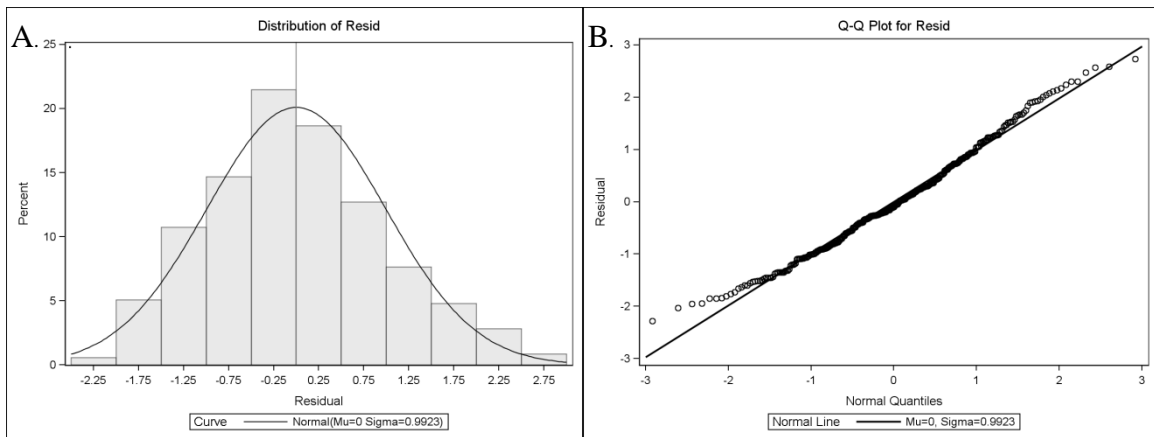 A.
Distribution of Resid
Percent
25
20
15
10
5
0
-2.25 -1.75 -1.25 -0.75 -0.25 0.25 0.75 1.25 1.75 2.25 2.75
Residual
Curve Normal(Mu=0 Sigma=0.9923)
B.
Q-Q Plot for Resid
Residual
3
2
1
0
-1
-2
-3
-3 -2 -1 0 1 2 3
Normal Quantiles
Normal Line Mu=0, Sigma=0.9923